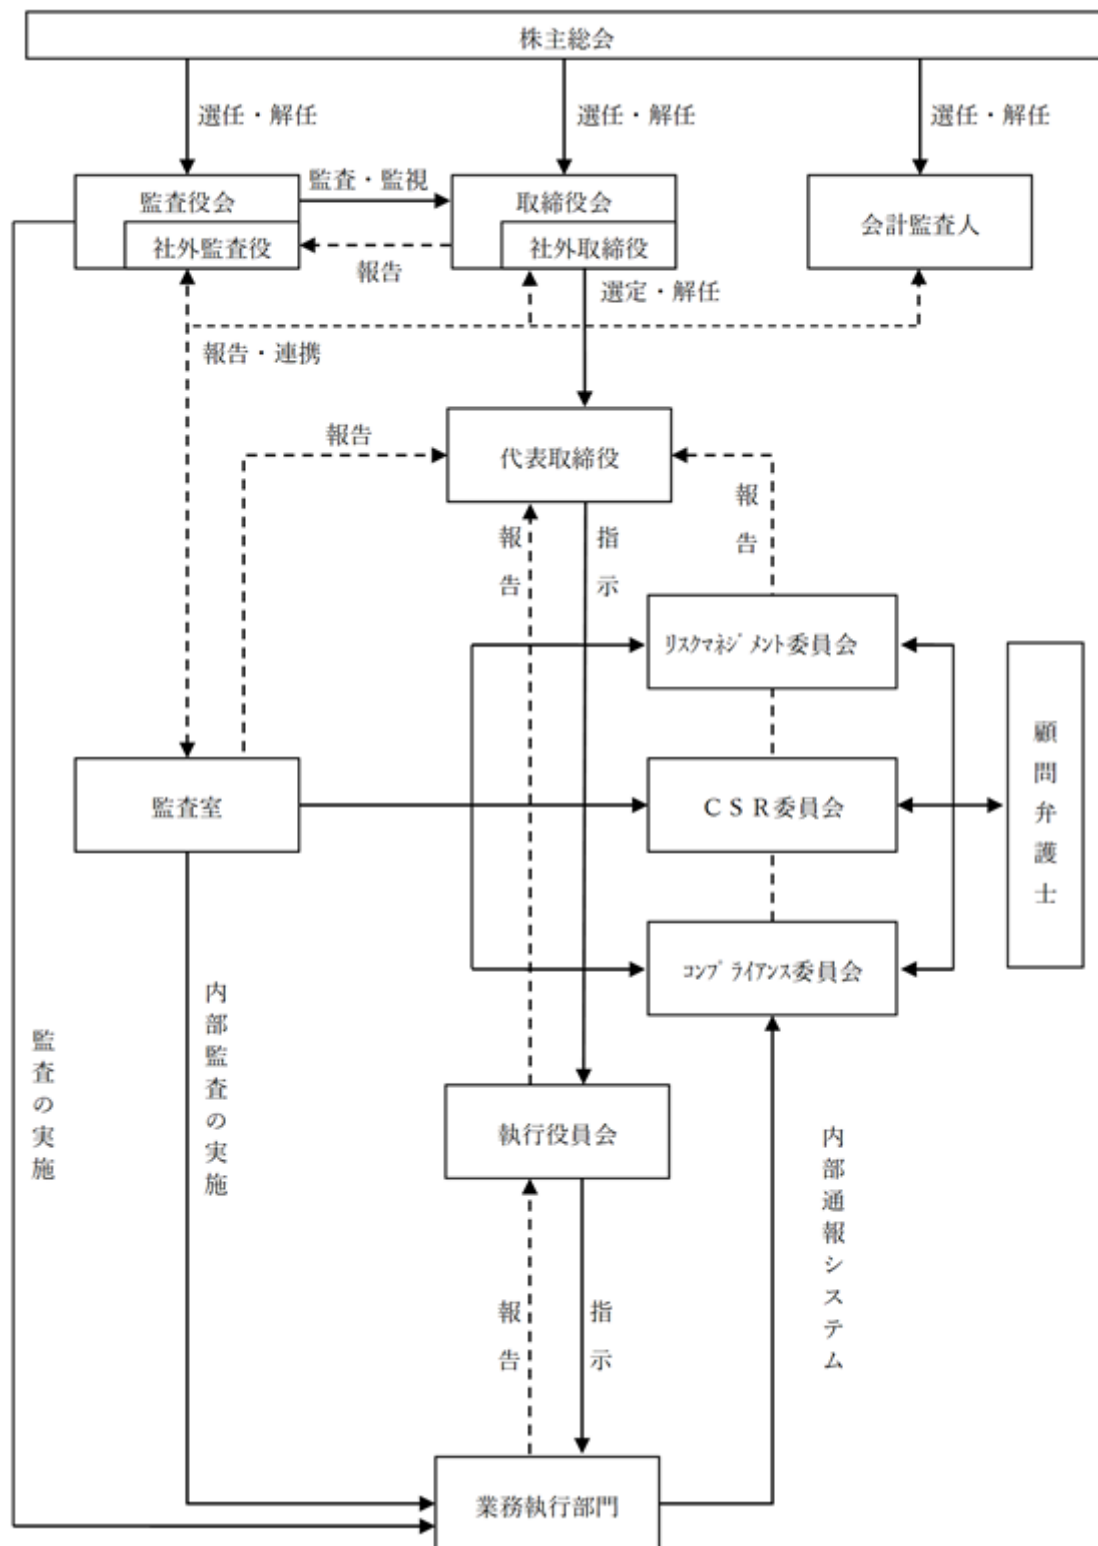 株主総会
選任・解任
選任・解任
選任・解任
監査役会
監査・監視
取締役会
会計監査人
社外監査役
社外取締役
報告
選定・解任
報告・連携
報告
代表取締役
報告
報告
指示
リスクマネジメント委員会
顧問弁護士
監査室
CSR委員会
コンプライアンス委員会
監査の実施
内部監査の実施
執行役員会
内部通報システム
報告
指示
業務執行部門